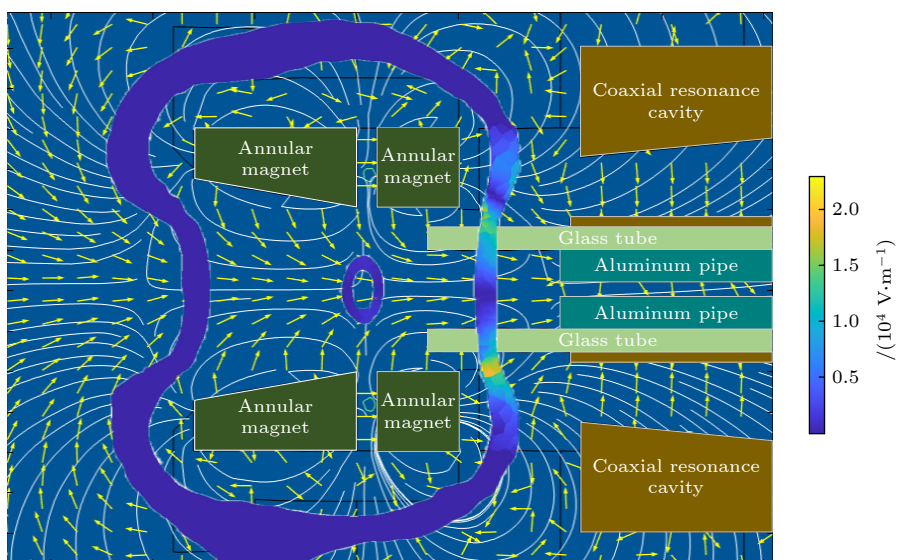 Coaxial resonance
cavity
Annular
magnet
Annular
magnet
Glass tube
Aluminum pipe
Aluminum pipe
Glass tube
Annular
magnet
Annular
magnet
Coaxial resonance
cavity
2.0
1.5
1.0
0.5
/(10⁴ V·m⁻¹)